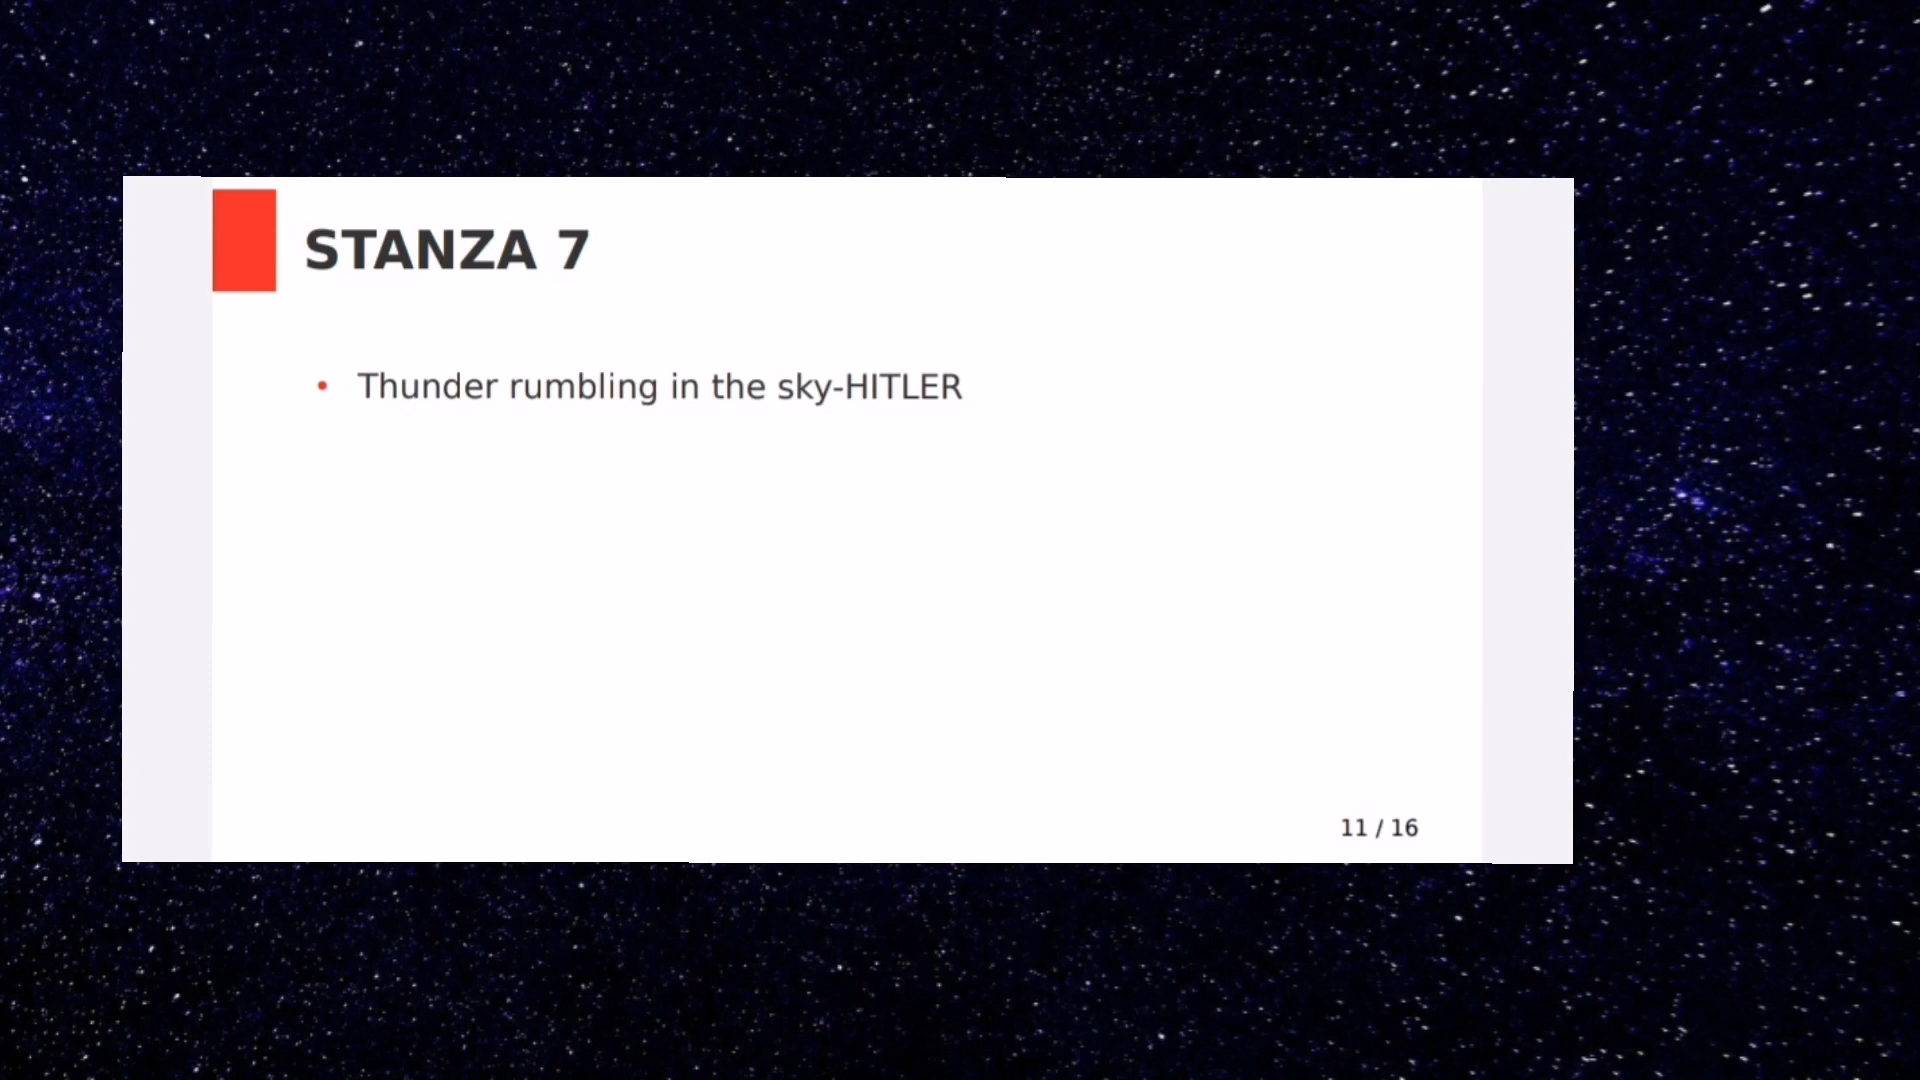 STANZA 7
• Thunder rumbling in the sky-HITLER
11 / 16